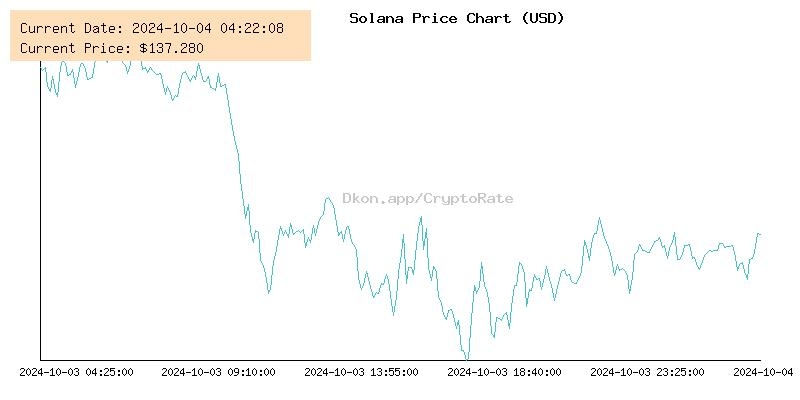 Solana Price Chart (USD)
Current Date: 2024-10-04 04:22:08
Current Price: $137.280
Dkon.app/CryptoRate
2024-10-03 04:25:00 2024-10-03 09:10:00 2024-10-03 13:55:00 2024-10-03 18:40:00 2024-10-03 23:25:00 2024-10-04